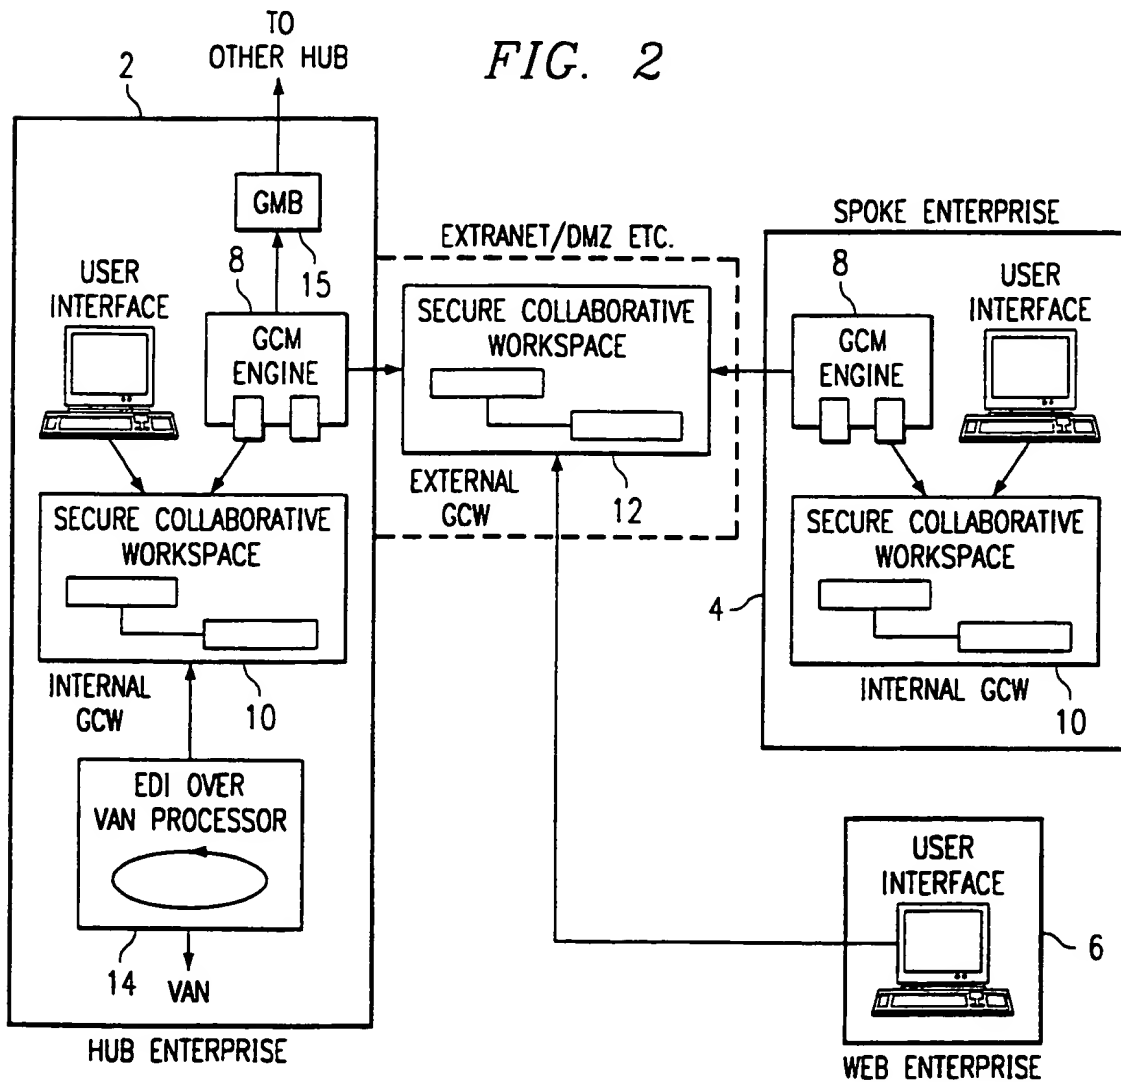 TO
OTHER HUB
FIG. 2
2
GMB
15
8
USER
INTERFACE
GCM
ENGINE
EXTRANET/DMZ ETC.
SECURE COLLABORATIVE
WORKSPACE
EXTERNAL
GCW
12
SPOKE ENTERPRISE
8
GCM
ENGINE
USER
INTERFACE
SECURE COLLABORATIVE
WORKSPACE
INTERNAL
GCW
10
SECURE COLLABORATIVE
WORKSPACE
4
INTERNAL GCW
10
EDI OVER
VAN PROCESSOR
14
VAN
HUB ENTERPRISE
USER
INTERFACE
6
WEB ENTERPRISE